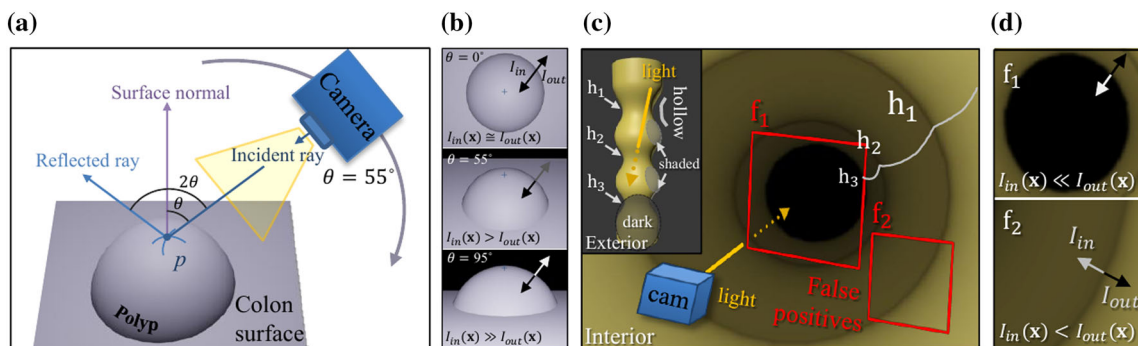 (a)
Surface normal
Camera
Reflected ray
Incident ray
θ = 55°
2θ
θ
p
Polyp
Colon
surface
(b)
θ = 0°
I_in
I_out
I_in(x) ≅ I_out(x)
θ = 55°
I_in(x) > I_out(x)
θ = 95°
I_in(x) ≫ I_out(x)
(c)
light
h₁
h₂
h₃
hollow
shaded
dark
Exterior
f₁
h₁
h₂
h₃
f₂
cam
light
False
positives
Interior
(d)
f₁
I_in(x) ≪ I_out(x)
f₂
I_in
I_out
I_in(x) < I_out(x)